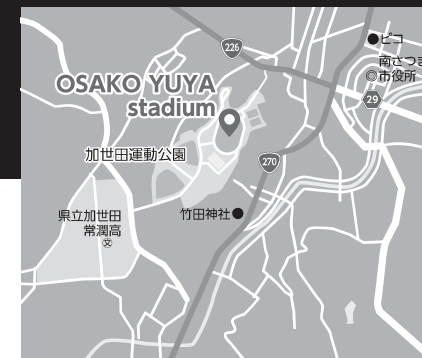 226
ピコ
南さつま
◎市役所
OSAKO YUYA
stadium
29
加世田運動公園
270
県立加世田
常潤高
竹田神社